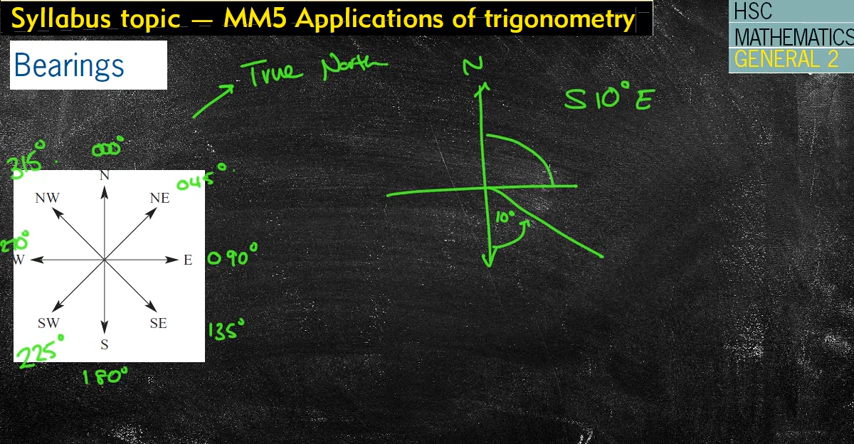 Syllabus topic — MM5 Applications of trigonometry
HSC
MATHEMATICS
GENERAL 2
Bearings
True North
N
S10°E
000°
315°
045°
N
NW
NE
270°
W
E
090°
10°
SW
SE
135°
S
225°
180°